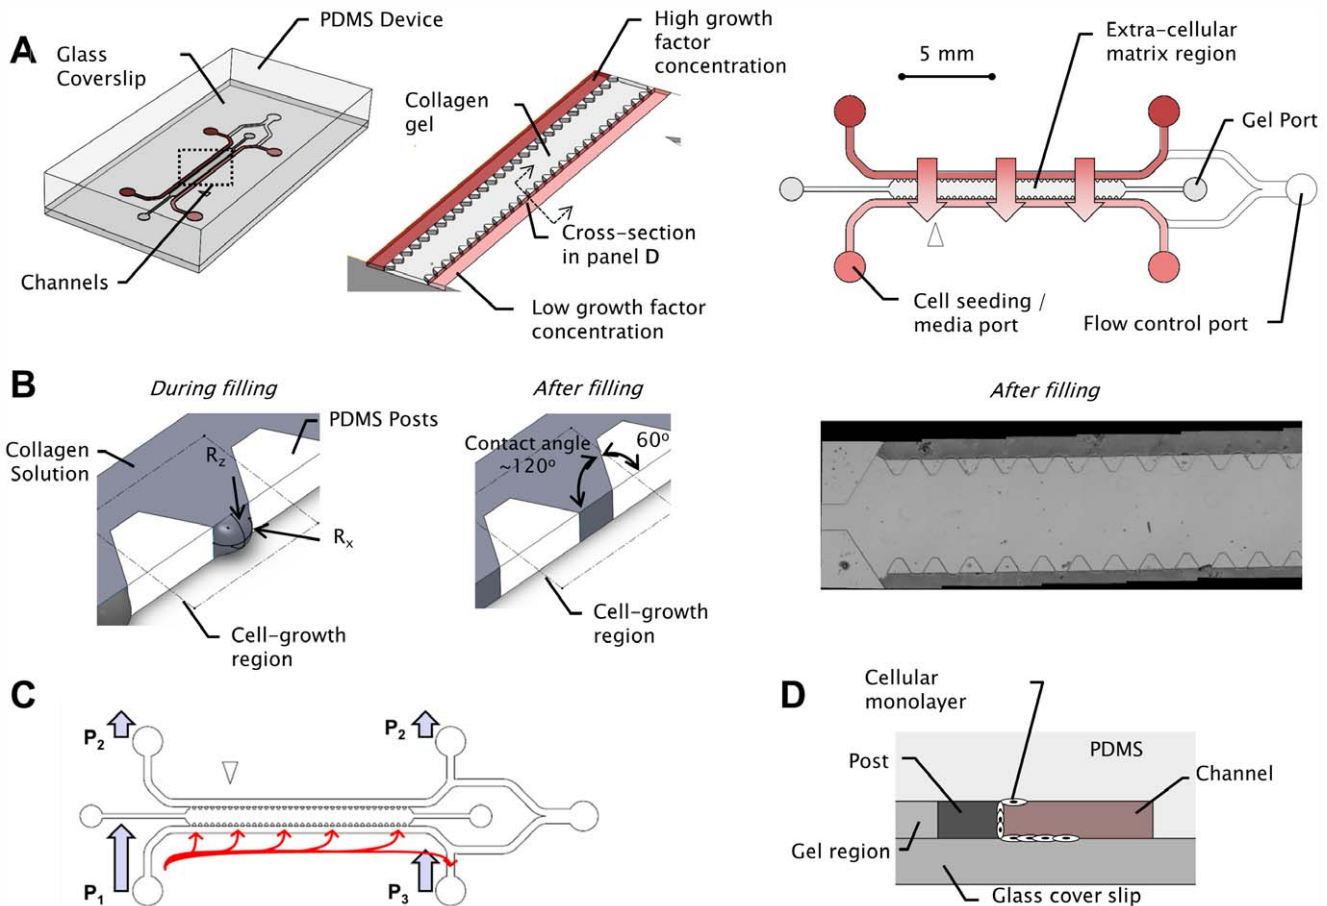 A
PDMS Device
Glass
Coverslip
Channels
High growth
factor
concentration
Collagen
gel
Cross-section
in panel D
Low growth factor
concentration
5 mm
Extra-cellular
matrix region
Gel Port
Cell seeding /
media port
Flow control port
B
During filling
PDMS Posts
Collagen
Solution
Rz
Rx
Cell-growth
region
After filling
Contact angle
~120º
60º
Cell-growth
region
After filling
C
P2
P2
P1
P3
D
Cellular
monolayer
PDMS
Post
Channel
Gel region
Glass cover slip